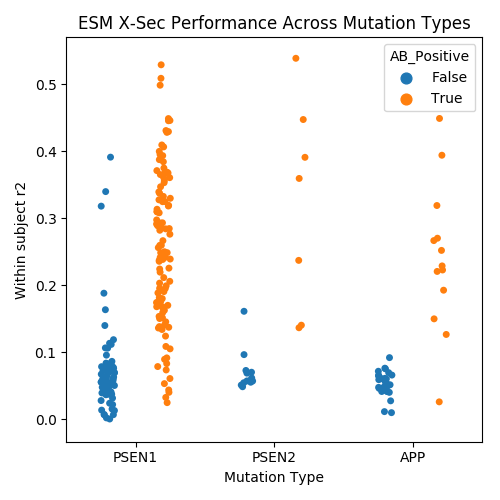 ESM X-Sec Performance Across Mutation Types
AB_Positive
False
True
Within subject r2
0.5
0.4
0.3
0.2
0.1
0.0
PSEN1 PSEN2 APP
Mutation Type